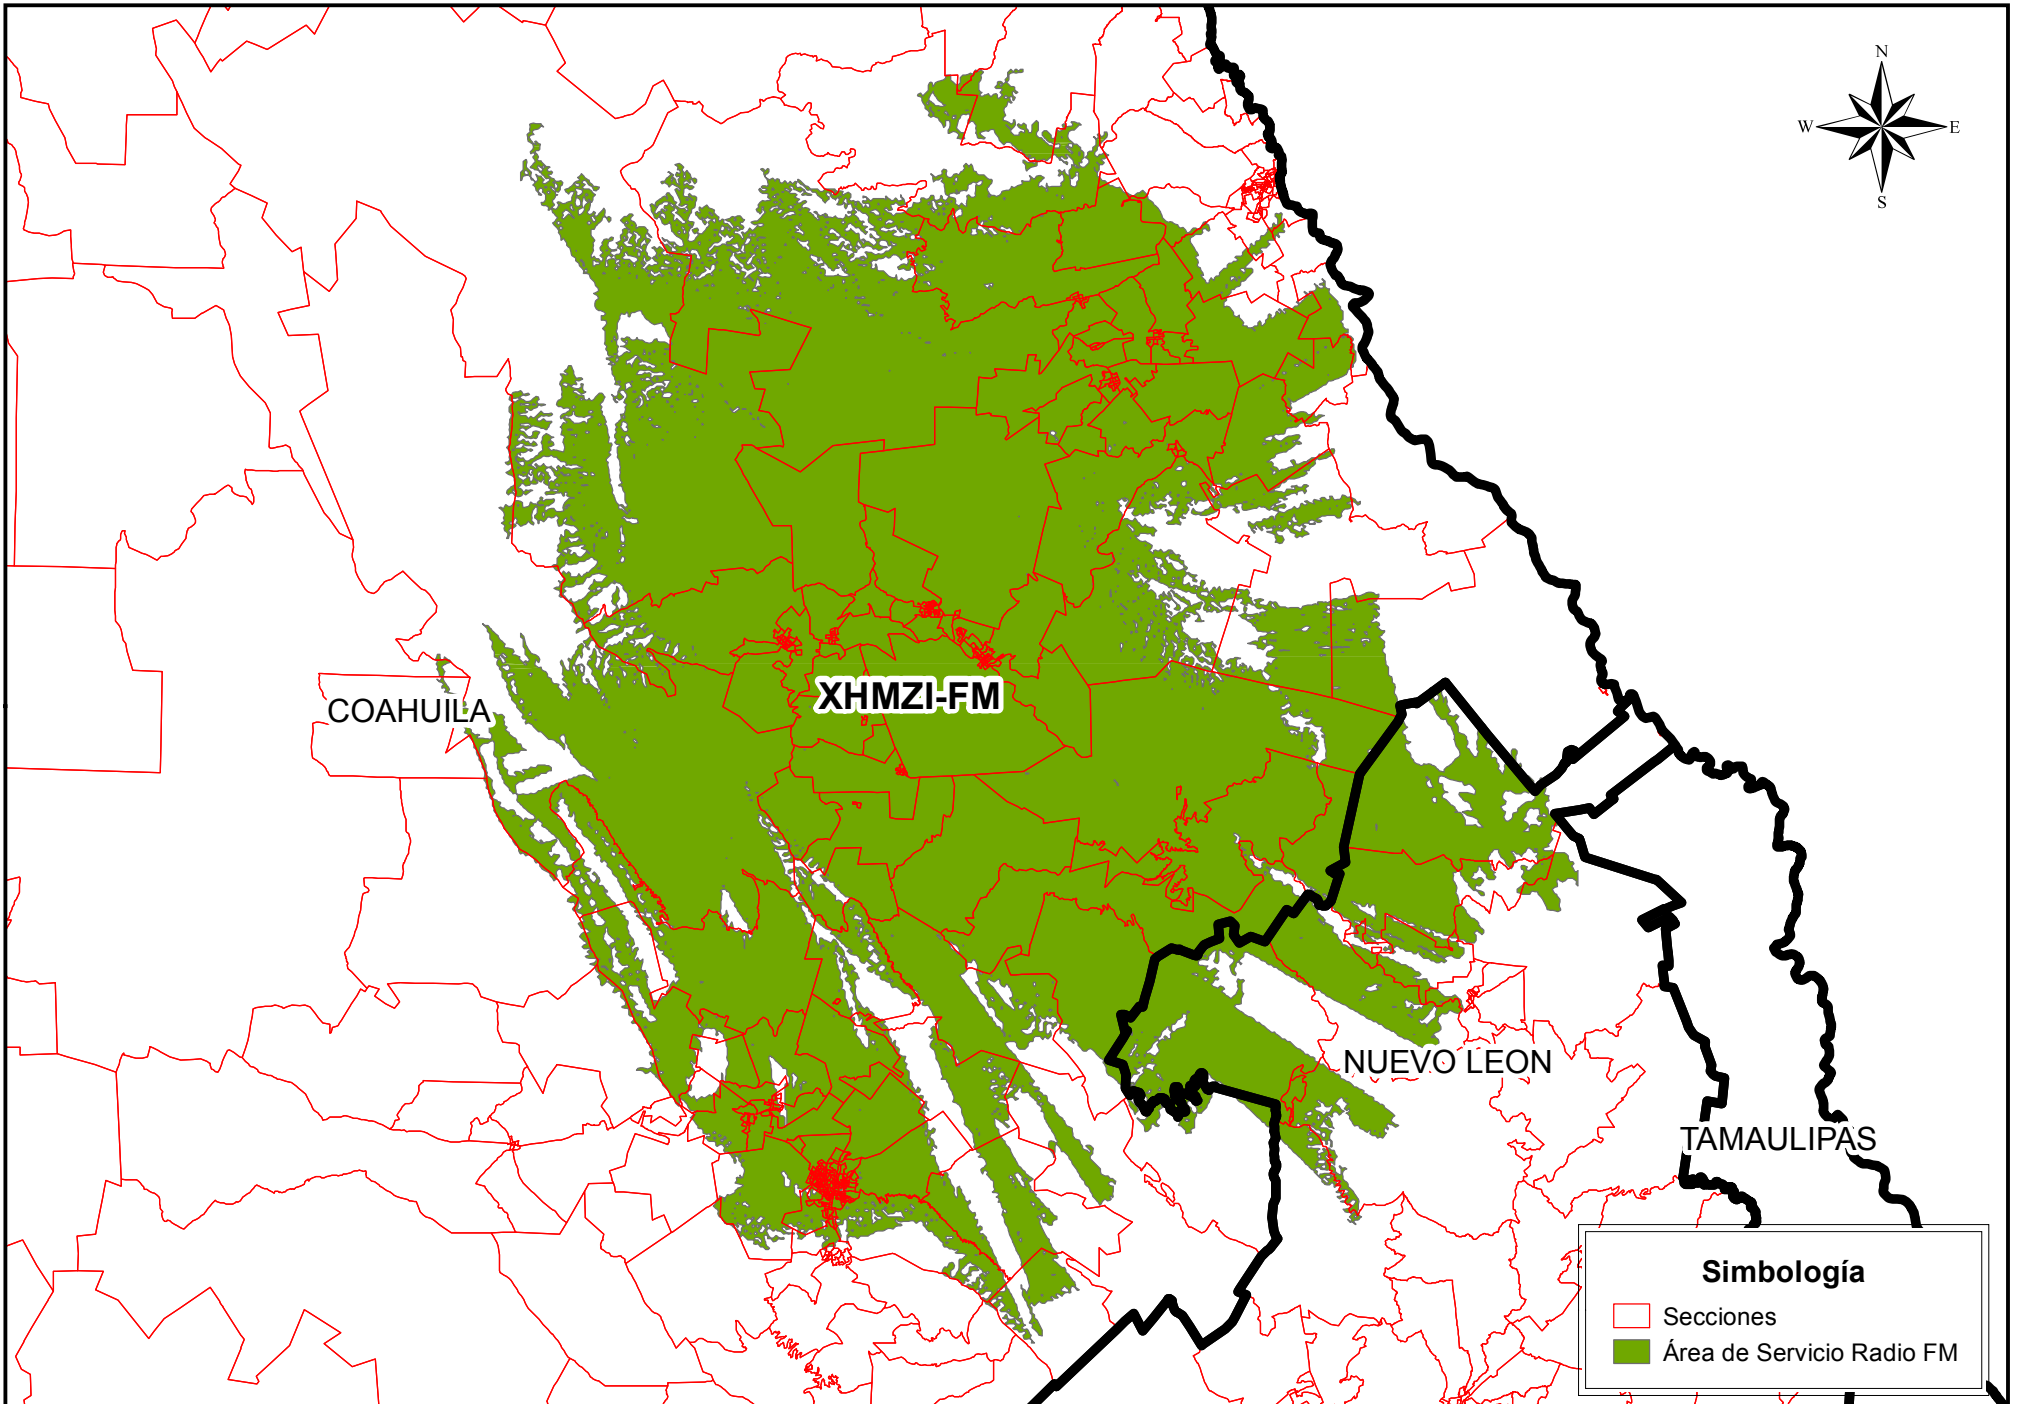 N
W
E
S
COAHUILA
XHMZI-FM
NUEVO LEON
TAMAULIPAS
Simbología
Secciones
Área de Servicio Radio FM